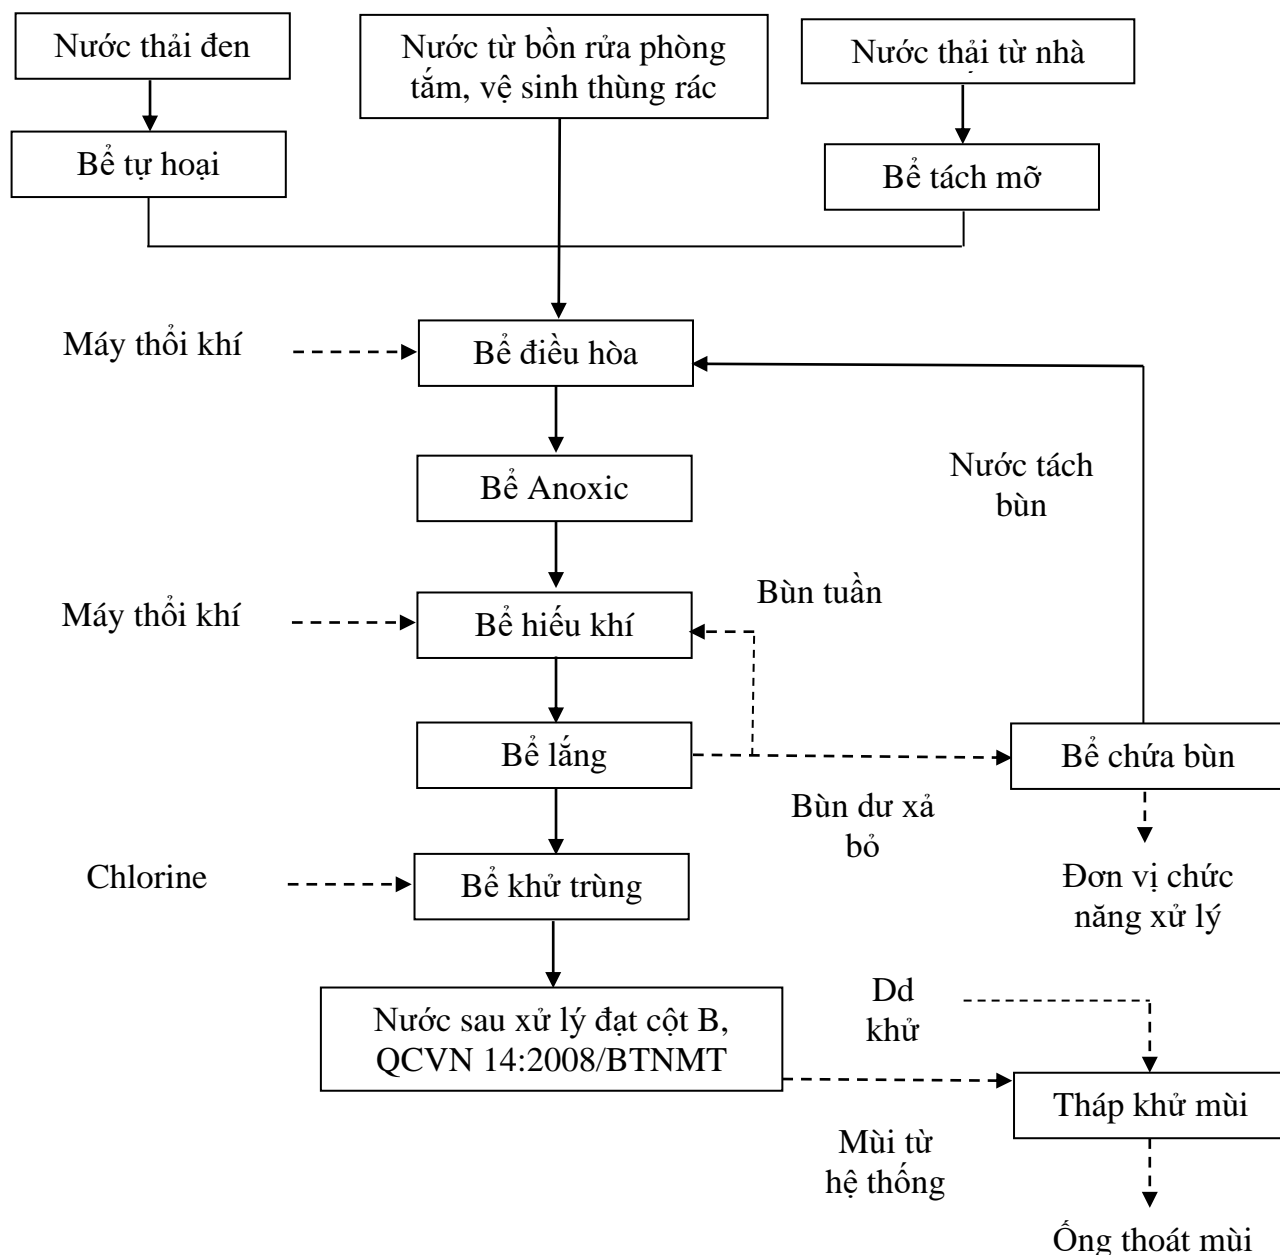 Nước thải đen
Nước từ bồn rửa phòng
tắm, vệ sinh thùng rác
Nước thải từ nhà
Bể tự hoại
Bể tách mỡ
Máy thổi khí
Bể điều hòa
Nước tách
bùn
Bể Anoxic
Bùn tuần
Máy thổi khí
Bể hiếu khí
Bể lắng
Bể chứa bùn
Bùn dư xả
bỏ
Chlorine
Bể khử trùng
Đơn vị chức
năng xử lý
Nước sau xử lý đạt cột B,
QCVN 14:2008/BTNMT
Dd
khử
Tháp khử mùi
Mùi từ
hệ thống
Ống thoát mùi